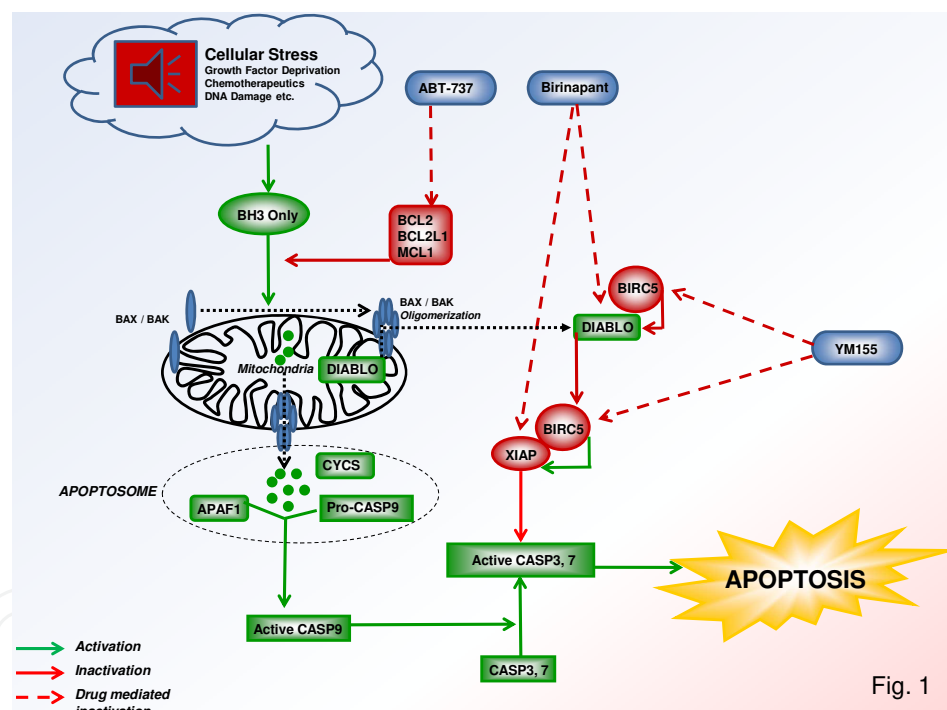 Cellular Stress
Growth Factor Deprivation
Chemotherapeutics
DNA Damage etc.
ABT-737
Birinapant
BH3 Only
BCL2
BCL2L1
MCL1
BIRC5
BAX / BAK
BAX / BAK
Oligomerization
DIABLO
YM155
Mitochondria
DIABLO
BIRC5
XIAP
CYCS
APOPTOSOME
APAF1
Pro-CASP9
Active CASP3, 7
APOPTOSIS
Active CASP9
CASP3, 7
Activation
Inactivation
Drug mediated
inactivation
Fig. 1